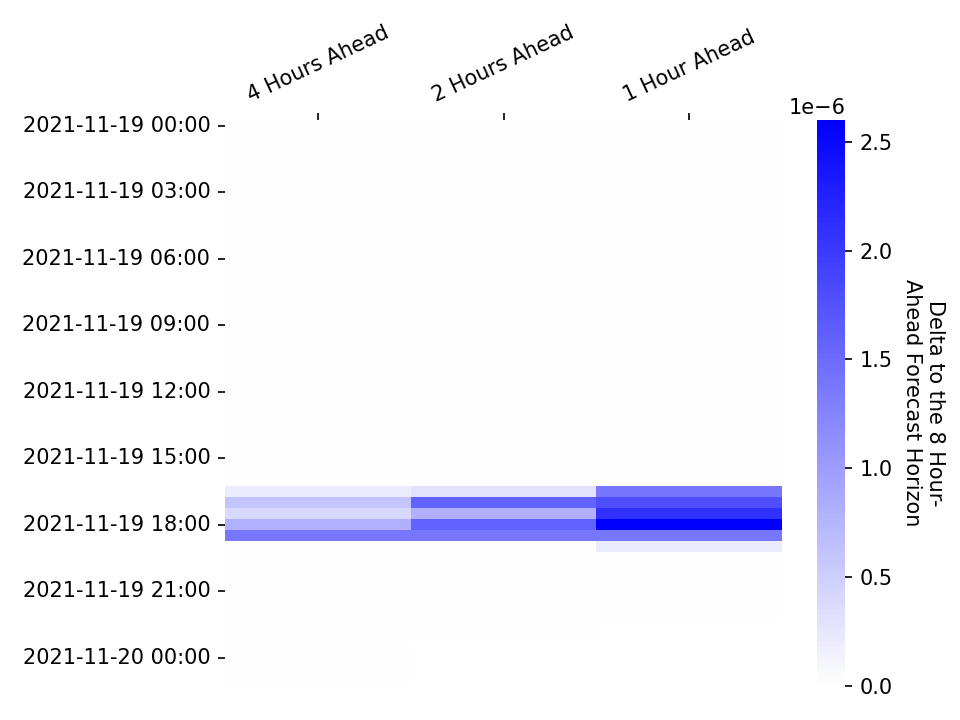 4 Hours Ahead
2 Hours Ahead
1 Hour Ahead
2021-11-19 00:00
2021-11-19 03:00
2021-11-19 06:00
2021-11-19 09:00
2021-11-19 12:00
2021-11-19 15:00
2021-11-19 18:00
2021-11-19 21:00
2021-11-20 00:00
1e−6
2.5
2.0
1.5
1.0
0.5
0.0
Delta to the 8 Hour-
Ahead Forecast Horizon